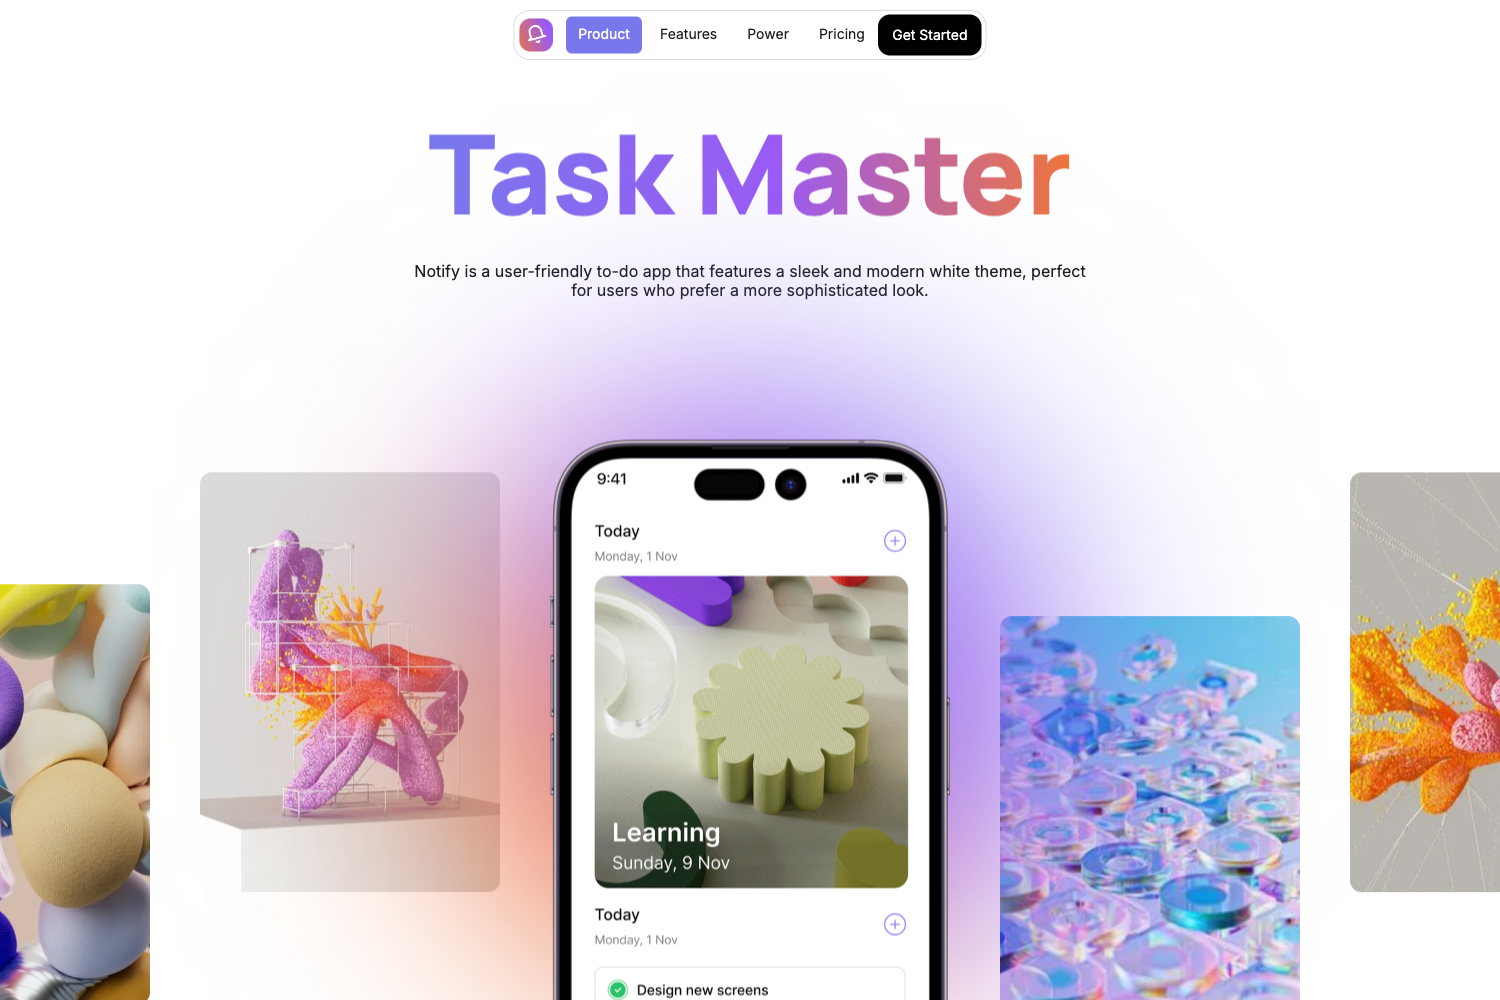 Product Features Power Pricing Get Started
Task Master
Notify is a user-friendly to-do app that features a sleek and modern white theme, perfect
for users who prefer a more sophisticated look.
9:41
Today
Monday, 1 Nov
Learning
Sunday, 9 Nov
Today
Monday, 1 Nov
Design new screens